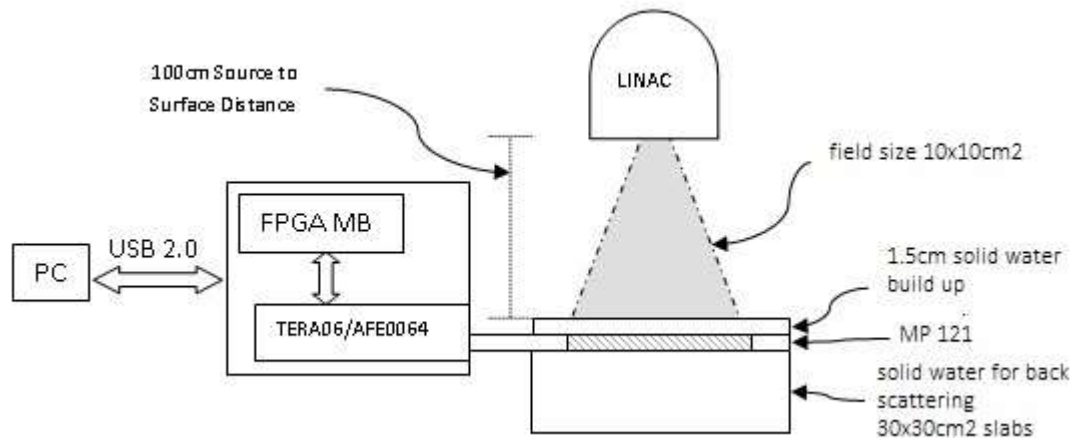 100cm Source to
Surface Distance
LINAC
field size 10x10cm2
FPGA MB
USB 2.0
PC
TERA06/AFE0064
1.5cm solid water
build up
MP 121
solid water for back
scattering
30x30cm2 slabs